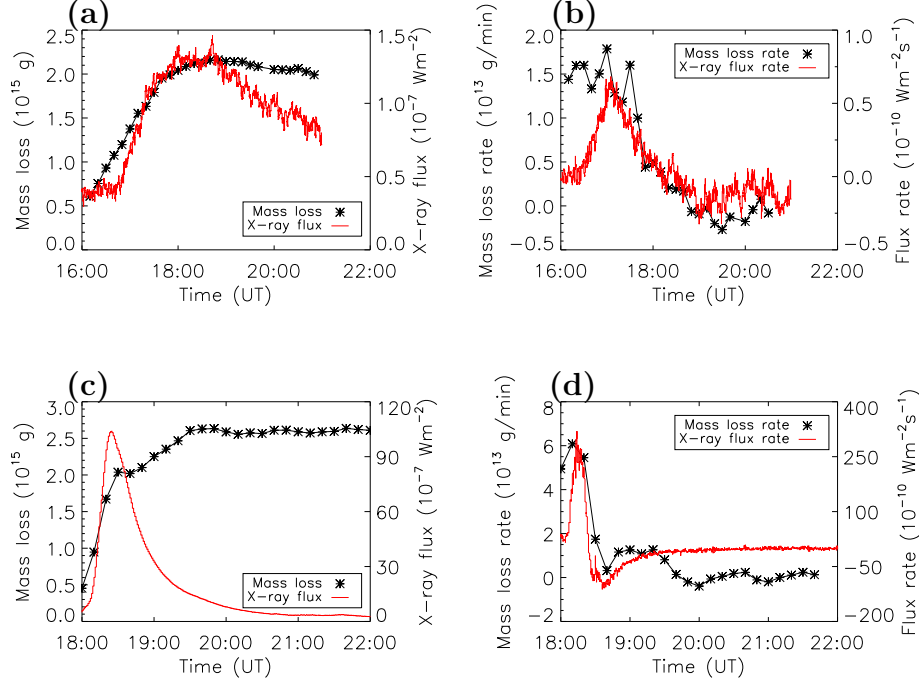 (a)
2.5
2.0
1.5
1.0
0.5
0.0
Mass loss (10^15 g)
1.5
1.0
0.5
0.0
X-ray flux (10^-7 Wm^-2)
Mass loss
X-ray flux
16:00 18:00 20:00 22:00
Time (UT)
(b)
2.0
1.5
1.0
0.5
0.0
-0.5
Mass loss rate (10^13 g/min)
1.0
0.5
0.0
-0.5
Flux rate (10^-10 Wm^-2s^-1)
Mass loss rate
X-ray flux rate
16:00 18:00 20:00 22:00
Time (UT)
(c)
3.0
2.5
2.0
1.5
1.0
0.5
0.0
Mass loss (10^15 g)
120
90
60
30
0
X-ray flux (10^-7 Wm^-2)
Mass loss
X-ray flux
18:00 19:00 20:00 21:00 22:00
Time (UT)
(d)
8
6
4
2
0
-2
Mass loss rate (10^13 g/min)
400
300
200
100
0
-100
-200
Flux rate (10^-10 Wm^-2s^-1)
Mass loss rate
X-ray flux rate
18:00 19:00 20:00 21:00 22:00
Time (UT)